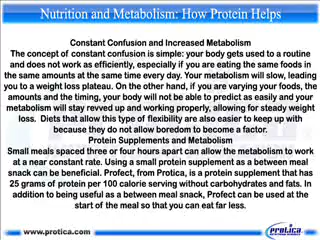 Nutrition and Metabolism: How Protein Helps
Constant Confusion and Increased Metabolism
The concept of constant confusion is simple: your body gets used to a routine
and does not work as efficiently, especially if you are eating the same foods in
the same amounts at the same time every day. Your metabolism will slow, leading
you to a weight loss plateau. On the other hand, if you are varying your foods, the
amounts and the timing, your body will not be able to predict as easily and your
metabolism will stay revved up and working properly, allowing for steady weight
loss. Diets that allow this type of flexibility are also easier to keep up with
because they do not allow boredom to become a factor.
Protein Supplements and Metabolism
Small meals spaced three or four hours apart can allow the metabolism to work
at a near constant rate. Using a small protein supplement as a between meal
snack can be beneficial. Profect, from Protica, is a protein supplement that has
25 grams of protein per 100 calorie serving without carbohydrates and fats. In
addition to being useful as a between meal snack, Profect can be used at the
start of the meal so that you can eat far less.
www.protica.com
protica